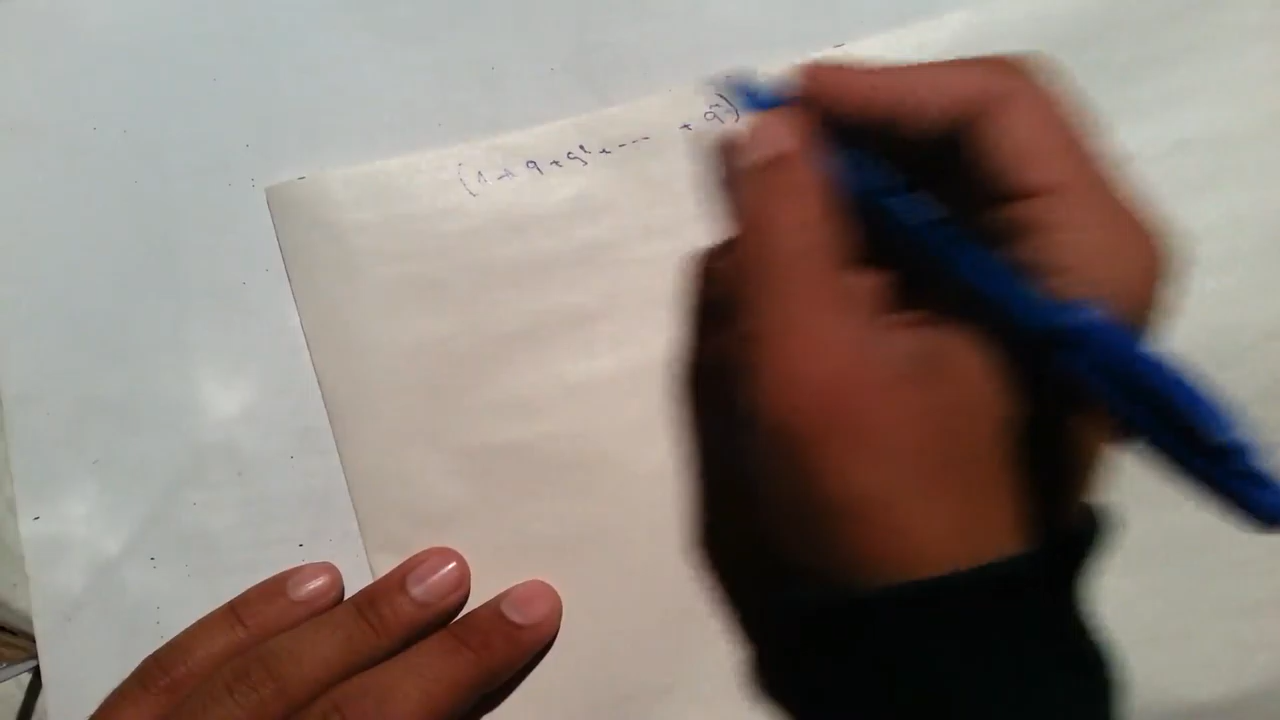 (1 + q + q² + --- + qⁿ)